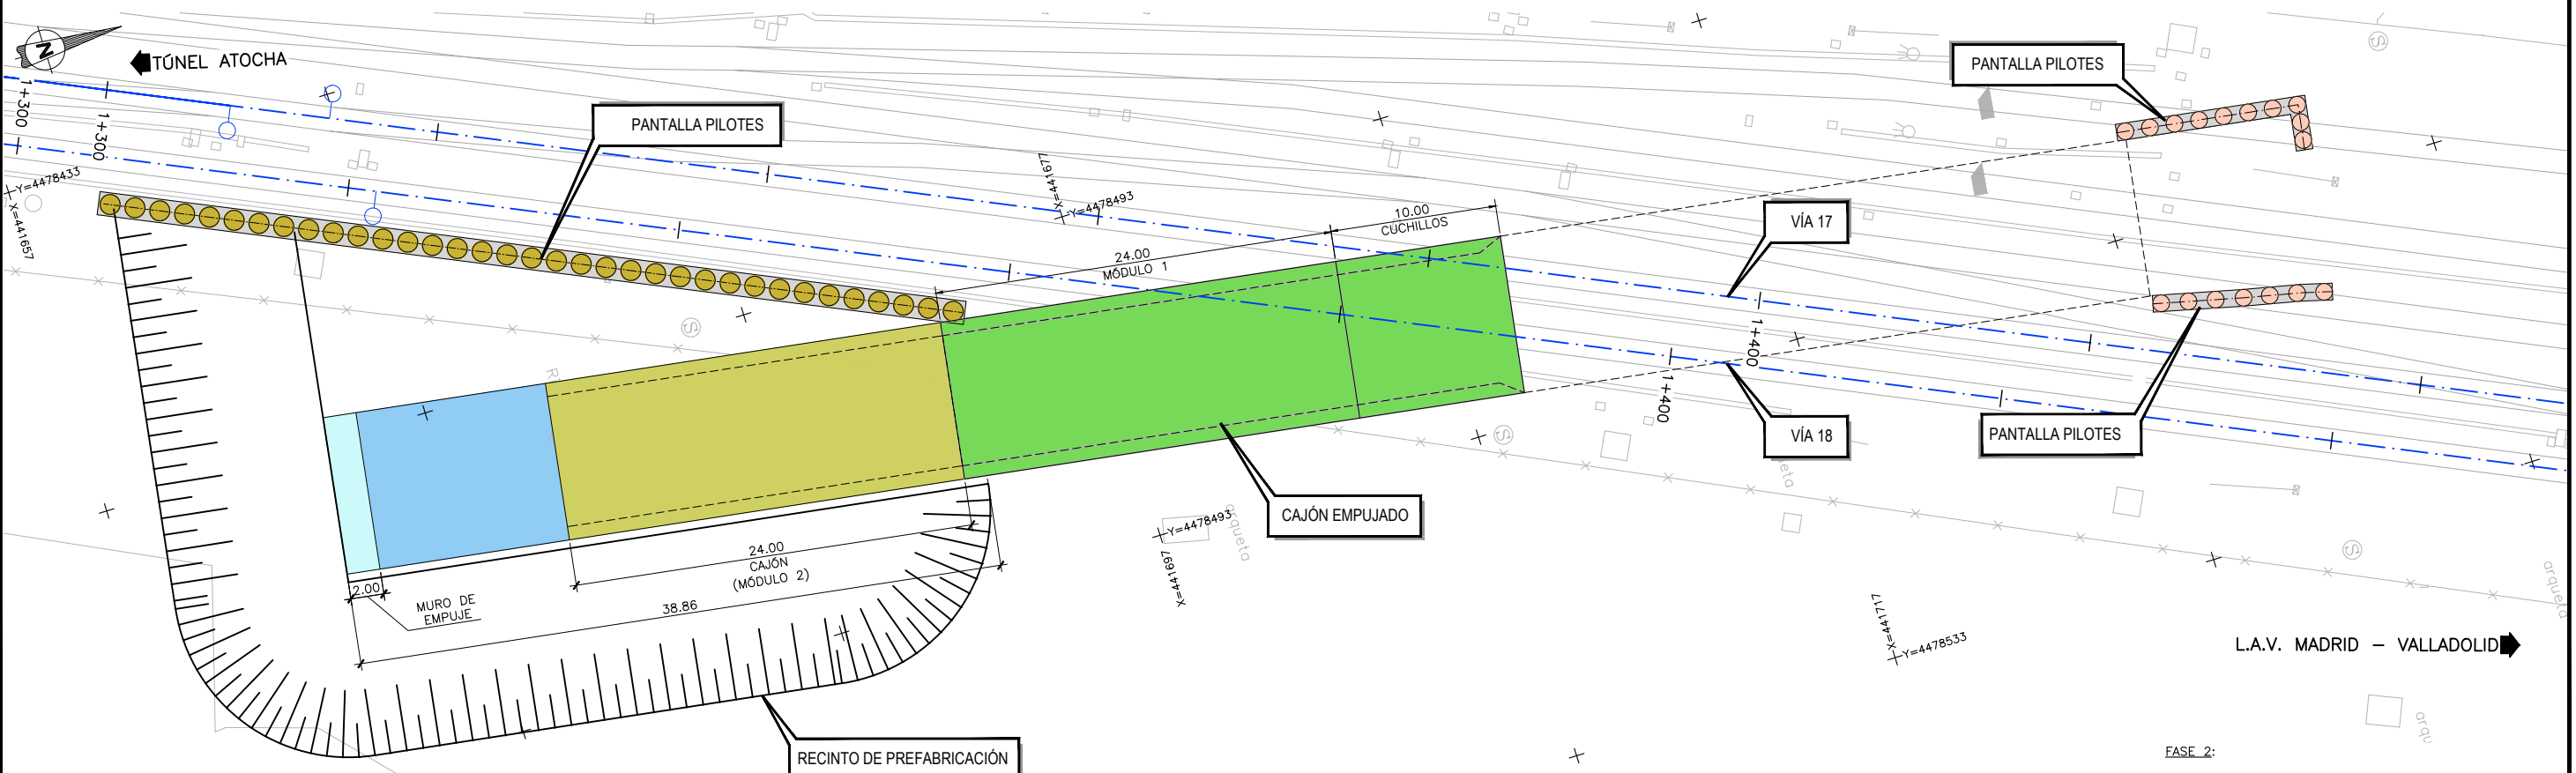 N
TÚNEL ATOCHA
1+300
1+300
Y=4478433
X=441657
PANTALLA PILOTES
PANTALLA PILOTES
X=441677
Y=4478493
10.00
CUCHILLOS
24.00
MÓDULO 1
VÍA 17
1+400
1+400
VÍA 18
PANTALLA PILOTES
S
S
S
S
CAJÓN EMPUJADO
Y=4478493
X=441697
arqueta
arqueta
24.00
CAJÓN
(MÓDULO 2)
2.00
MURO DE
EMPUJE
38.86
X=441717
Y=4478533
L.A.V. MADRID – VALLADOLID
arqu
RECINTO DE PREFABRICACIÓN
FASE 2: